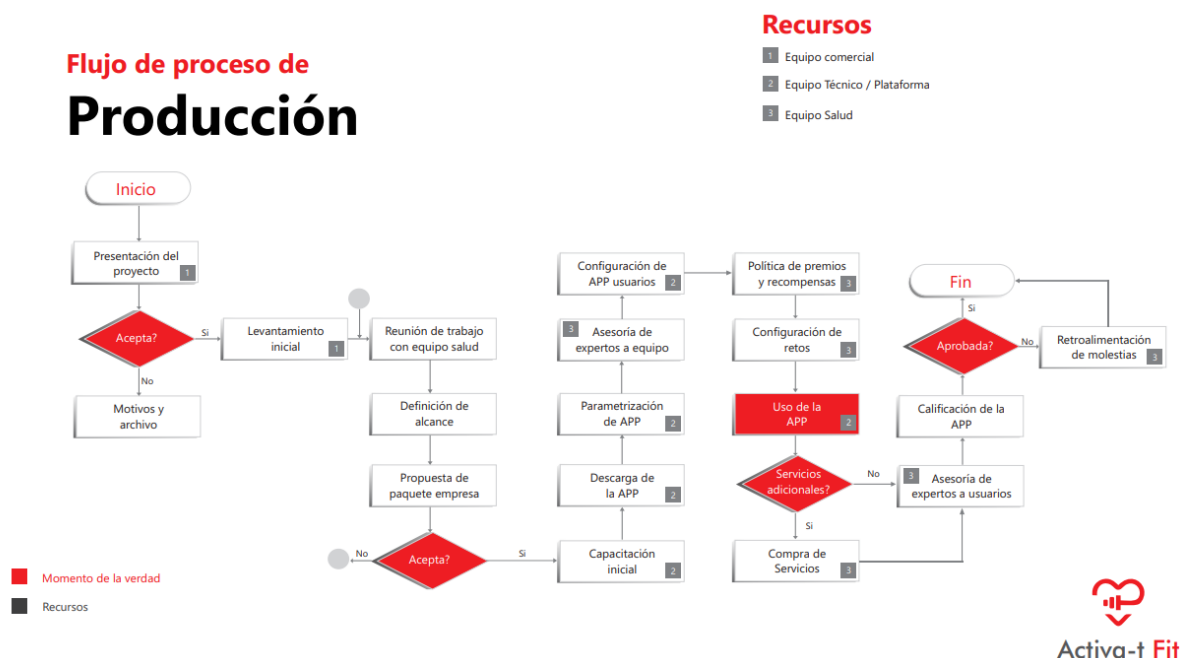 Flujo de proceso de
Producción
Recursos
1 Equipo comercial
2 Equipo Técnico / Plataforma
3 Equipo Salud
Inicio
Presentación del
proyecto 1
Acepta?
Si
No
Motivos y
archivo
Levantamiento
inicial 1
Reunión de trabajo
con equipo salud
Definición de
alcance
Propuesta de
paquete empresa
Acepta?
No
Si
Capacitación
inicial 2
Descarga de
la APP 2
Parametrización
de APP 2
3 Asesoría de
expertos a equipo
Configuración de
APP usuarios 2
Política de premios
y recompensas 3
Configuración de
retos 3
Uso de la
APP 2
Servicios
adicionales?
No
Si
Compra de
Servicios 3
3 Asesoría de
expertos a usuarios
Calificación de la
APP
Aprobada?
Si
No
Retroalimentación
de molestias 3
Fin
Momento de la verdad
Recursos
Activa-t Fit